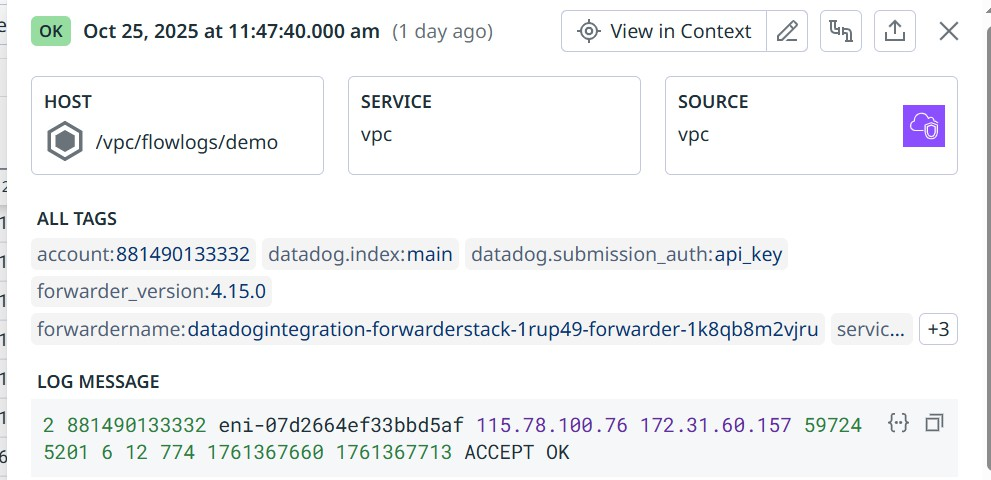 OK Oct 25, 2025 at 11:47:40.000 am (1 day ago) View in Context
HOST SERVICE SOURCE
/vpc/flowlogs/demo vpc vpc
ALL TAGS
account:881490133332 datadog.index:main datadog.submission_auth:api_key
forwarder_version:4.15.0
forwardername:datadogintegration-forwarderstack-1rup49-forwarder-1k8qb8m2vjru servic... +3
LOG MESSAGE
2 881490133332 eni-07d2664ef33bbd5af 115.78.100.76 172.31.60.157 59724
5201 6 12 774 1761367660 1761367713 ACCEPT OK